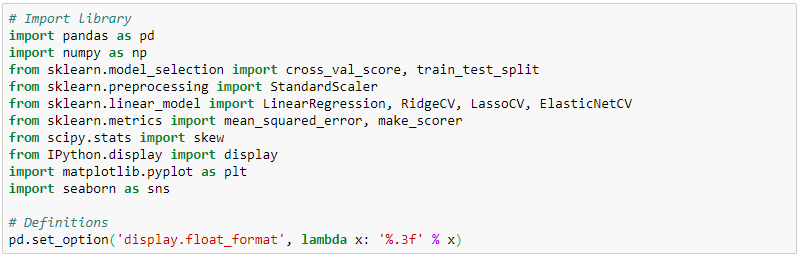 # Import library
import pandas as pd
import numpy as np
from sklearn.model_selection import cross_val_score, train_test_split
from sklearn.preprocessing import StandardScaler
from sklearn.linear_model import LinearRegression, RidgeCV, LassoCV, ElasticNetCV
from sklearn.metrics import mean_squared_error, make_scorer
from scipy.stats import skew
from IPython.display import display
import matplotlib.pyplot as plt
import seaborn as sns

# Definitions
pd.set_option('display.float_format', lambda x: '%.3f' % x)